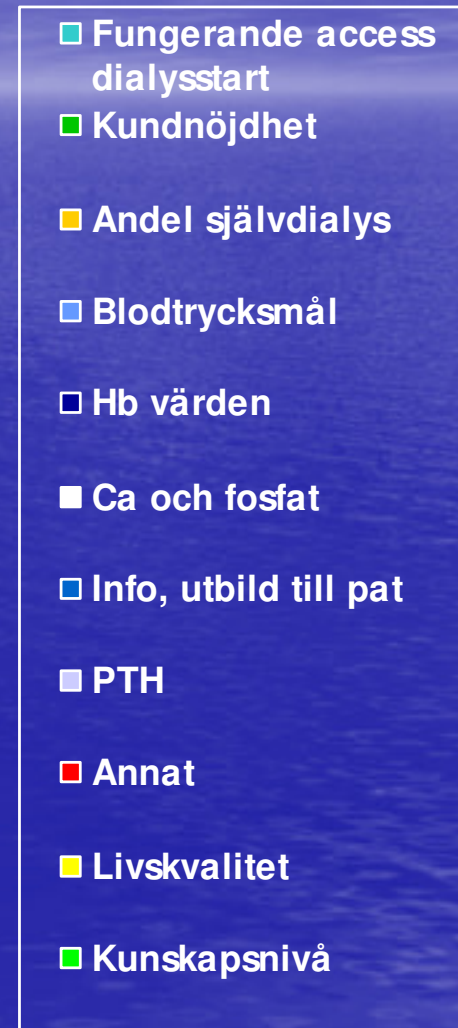 Fungerande access
dialysstart
Kundnöjdhet
Andel självdialys
Blodtrycksmål
Hb värden
Ca och fosfat
Info, utbild till pat
PTH
Annat
Livskvalitet
Kunskapsnivå